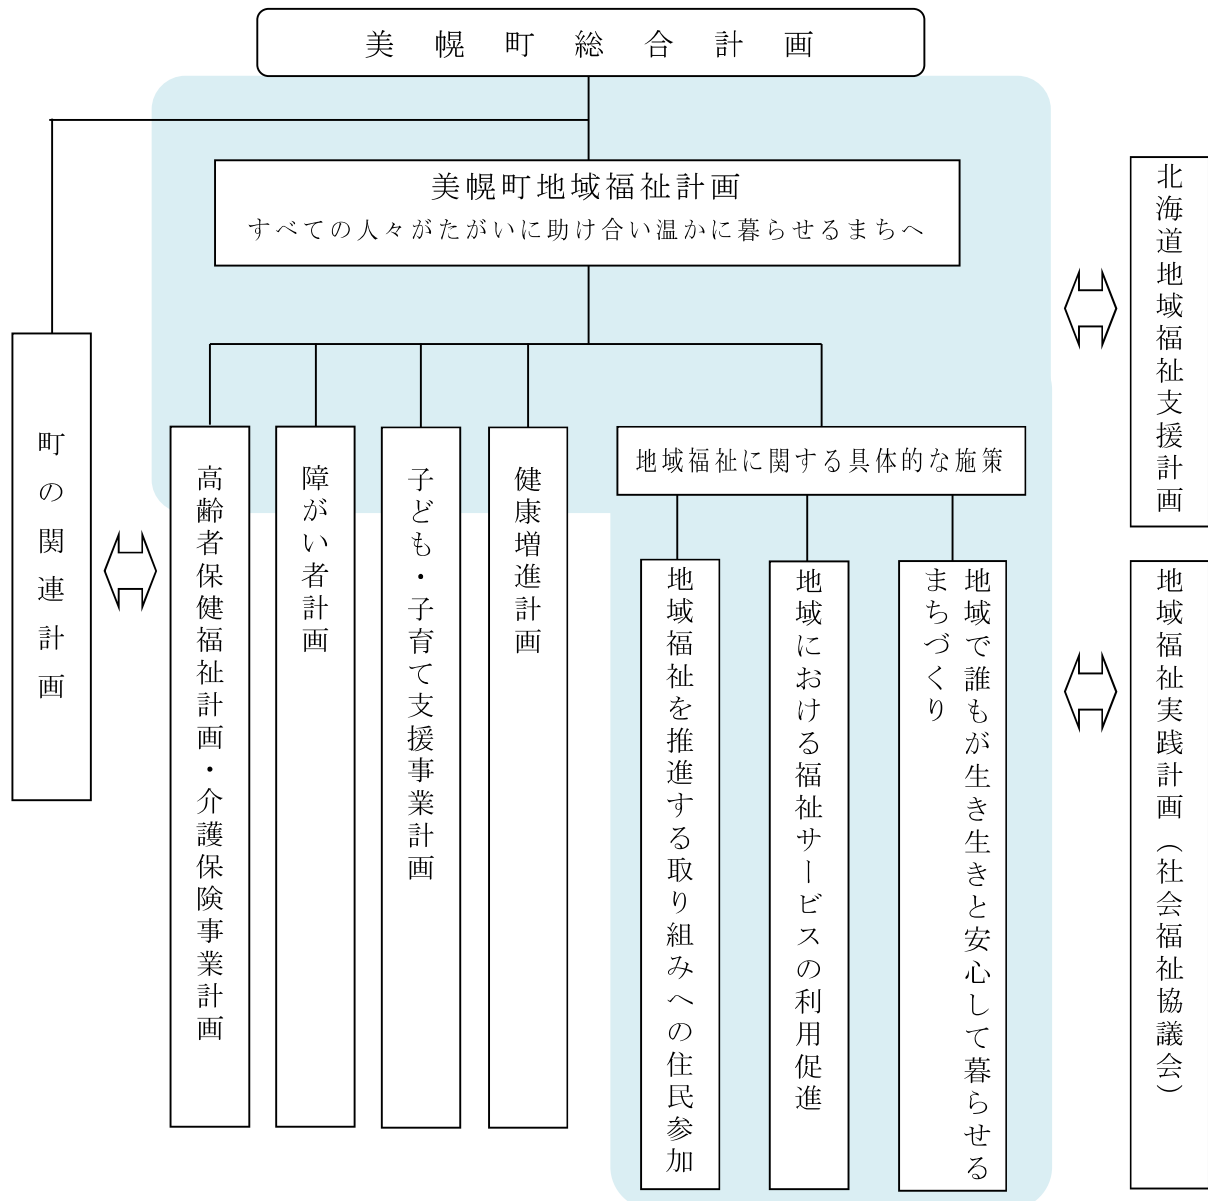 美幌町総合計画
美幌町地域福祉計画
すべての人々がたがいに助け合い温かに暮らせるまちへ
町の関連計画
高齢者保健福祉計画・介護保険事業計画
障がい者計画
子ども・子育て支援事業計画
健康増進計画
地域福祉に関する具体的な施策
地域福祉を推進する取り組みへの住民参加
地域における福祉サービスの利用促進
地域で誰もが生き生きと安心して暮らせる
まちづくり
北海道地域福祉支援計画
地域福祉実践計画（社会福祉協議会）